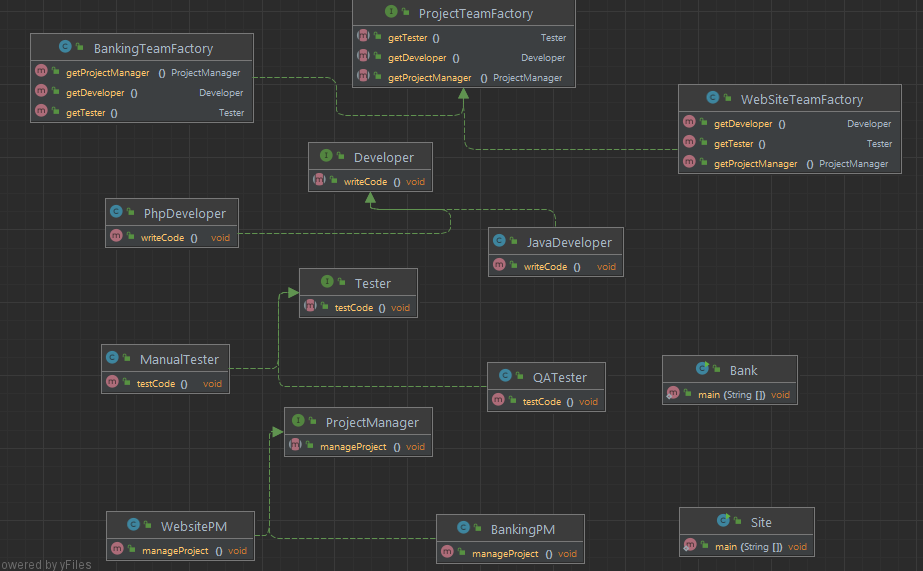 ProjectTeamFactory
getTester () Tester
getDeveloper () Developer
getProjectManager () ProjectManager
BankingTeamFactory
getProjectManager () ProjectManager
getDeveloper () Developer
getTester () Tester
WebSiteTeamFactory
getDeveloper () Developer
getTester () Tester
getProjectManager () ProjectManager
Developer
writeCode () void
PhpDeveloper
writeCode () void
JavaDeveloper
writeCode () void
Tester
testCode () void
ManualTester
testCode () void
QATester
testCode () void
Bank
main (String []) void
ProjectManager
manageProject () void
WebsitePM
manageProject () void
BankingPM
manageProject () void
Site
main (String []) void
owered by yFiles